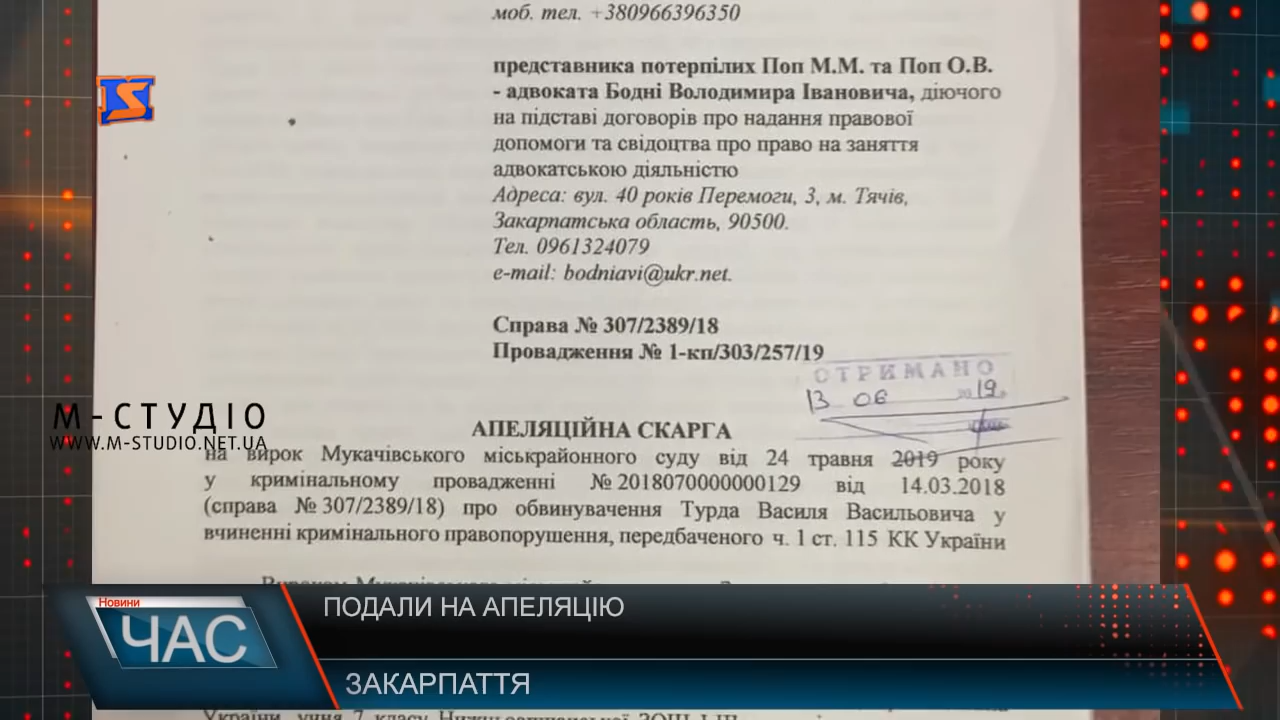 моб. тел. +380966396350
представника потерпілих Поп М.М. та Поп О.В.
- адвоката Бодні Володимира Івановича, діючого
на підставі договорів про надання правової
допомоги та свідоцтва про право на заняття
адвокатською діяльністю
Адреса: вул. 40 років Перемоги, 3, м. Тячів,
Закарпатська область, 90500.
Тел. 0961324079
e-mail: bodniavi@ukr.net.
Справа № 307/2389/18
Провадження № 1-кп/303/257/19
ОТРИМАНО
13 06 2019
М-СТУДІО
WWW.M-STUDIO.NET.UA
АПЕЛЯЦІЙНА СКАРГА
на вирок Мукачівського міськрайонного суду від 24 травня 2019 року
у кримінальному провадженні № 2018070000000129 від 14.03.2018
(справа № 307/2389/18) про обвинувачення Турда Василя Васильовича у
вчиненні кримінального правопорушення, передбаченого ч. 1 ст. 115 КК України
Новини
ЧАС
ПОДАЛИ НА АПЕЛЯЦІЮ
ЗАКАРПАТТЯ
України, учня 7 класу